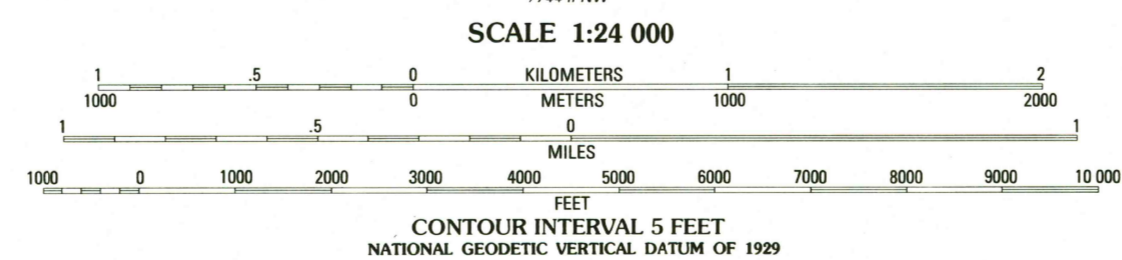 SCALE 1:24 000
1 .5 0 KILOMETERS 1 2
1000 0 METERS 1000 2000
1 .5 0 1
MILES
1000 0 1000 2000 3000 4000 5000 6000 7000 8000 9000 10 000
FEET
CONTOUR INTERVAL 5 FEET
NATIONAL GEODETIC VERTICAL DATUM OF 1929